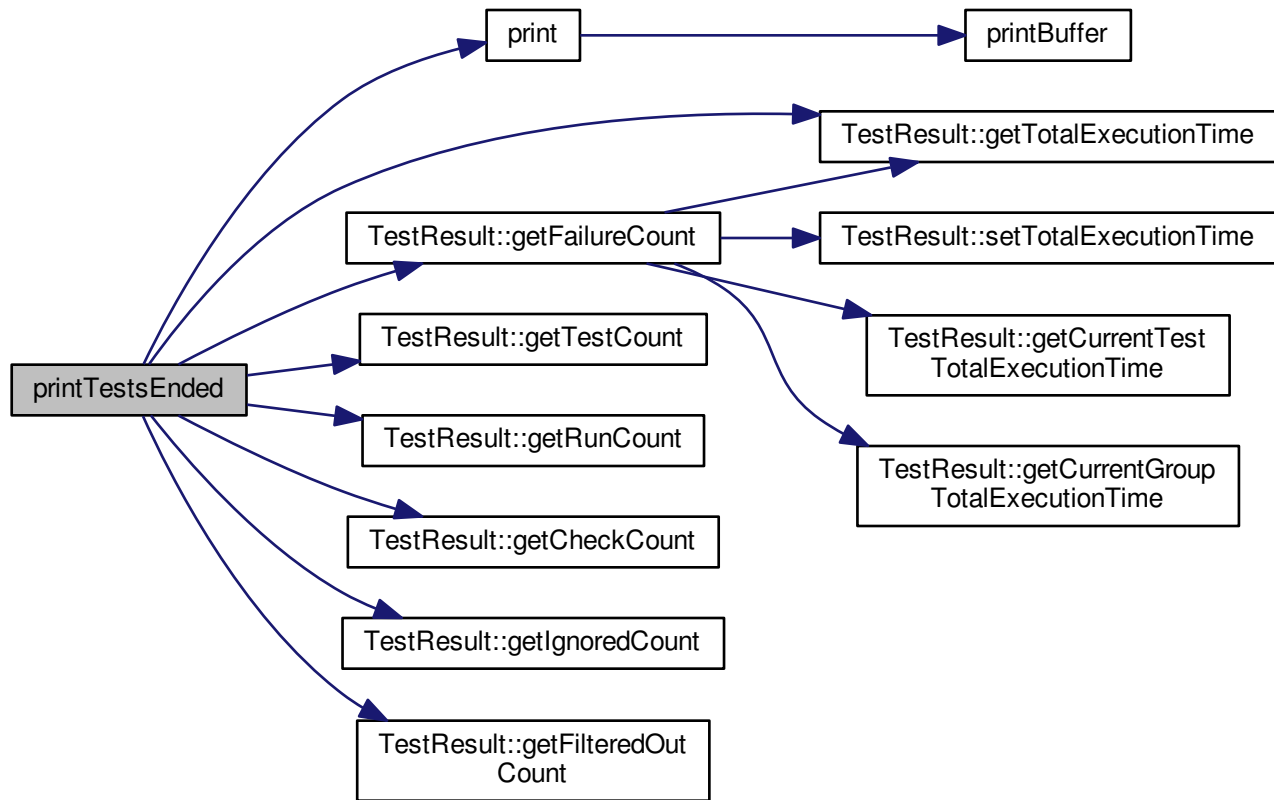 print
printBuffer
TestResult::getTotalExecutionTime
TestResult::getFailureCount
TestResult::setTotalExecutionTime
TestResult::getTestCount
TestResult::getCurrentTest
TotalExecutionTime
printTestsEnded
TestResult::getRunCount
TestResult::getCurrentGroup
TotalExecutionTime
TestResult::getCheckCount
TestResult::getIgnoredCount
TestResult::getFilteredOut
Count